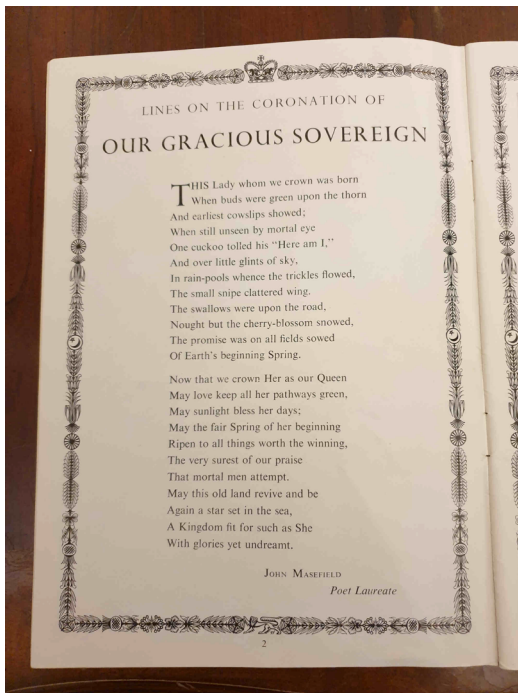 LINES ON THE CORONATION OF
OUR GRACIOUS SOVEREIGN
THIS Lady whom we crown was born
When buds were green upon the thorn
And earliest cowslips showed;
When still unseen by mortal eye
One cuckoo tolled his "Here am I,"
And over little glints of sky,
In rain-pools whence the trickles flowed,
The small snipe clattered wing.
The swallows were upon the road,
Nought but the cherry-blossom snowed,
The promise was on all fields sowed
Of Earth's beginning Spring.
Now that we crown Her as our Queen
May love keep all her pathways green,
May sunlight bless her days;
May the fair Spring of her beginning
Ripen to all things worth the winning,
The very surest of our praise
That mortal men attempt.
May this old land revive and be
Again a star set in the sea,
A Kingdom fit for such as She
With glories yet undreamt.
JOHN MASEFIELD
Poet Laureate
2